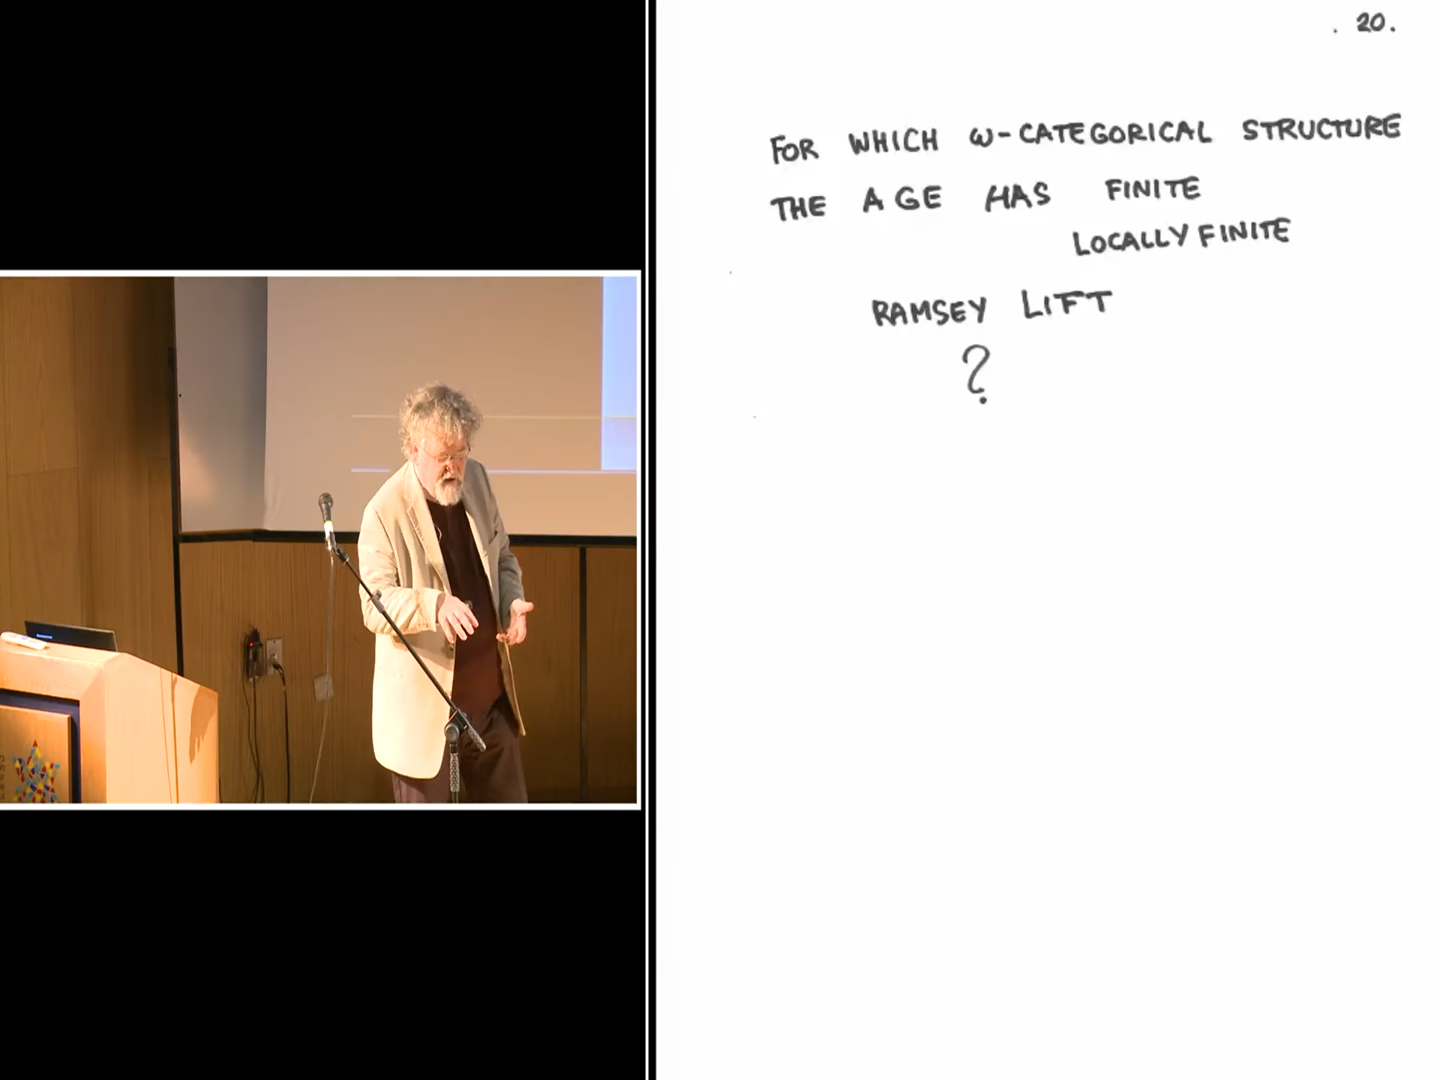 . 20.
FOR WHICH ω-CATEGORICAL STRUCTURE
THE AGE HAS FINITE
LOCALLY FINITE
RAMSEY LIFT
?